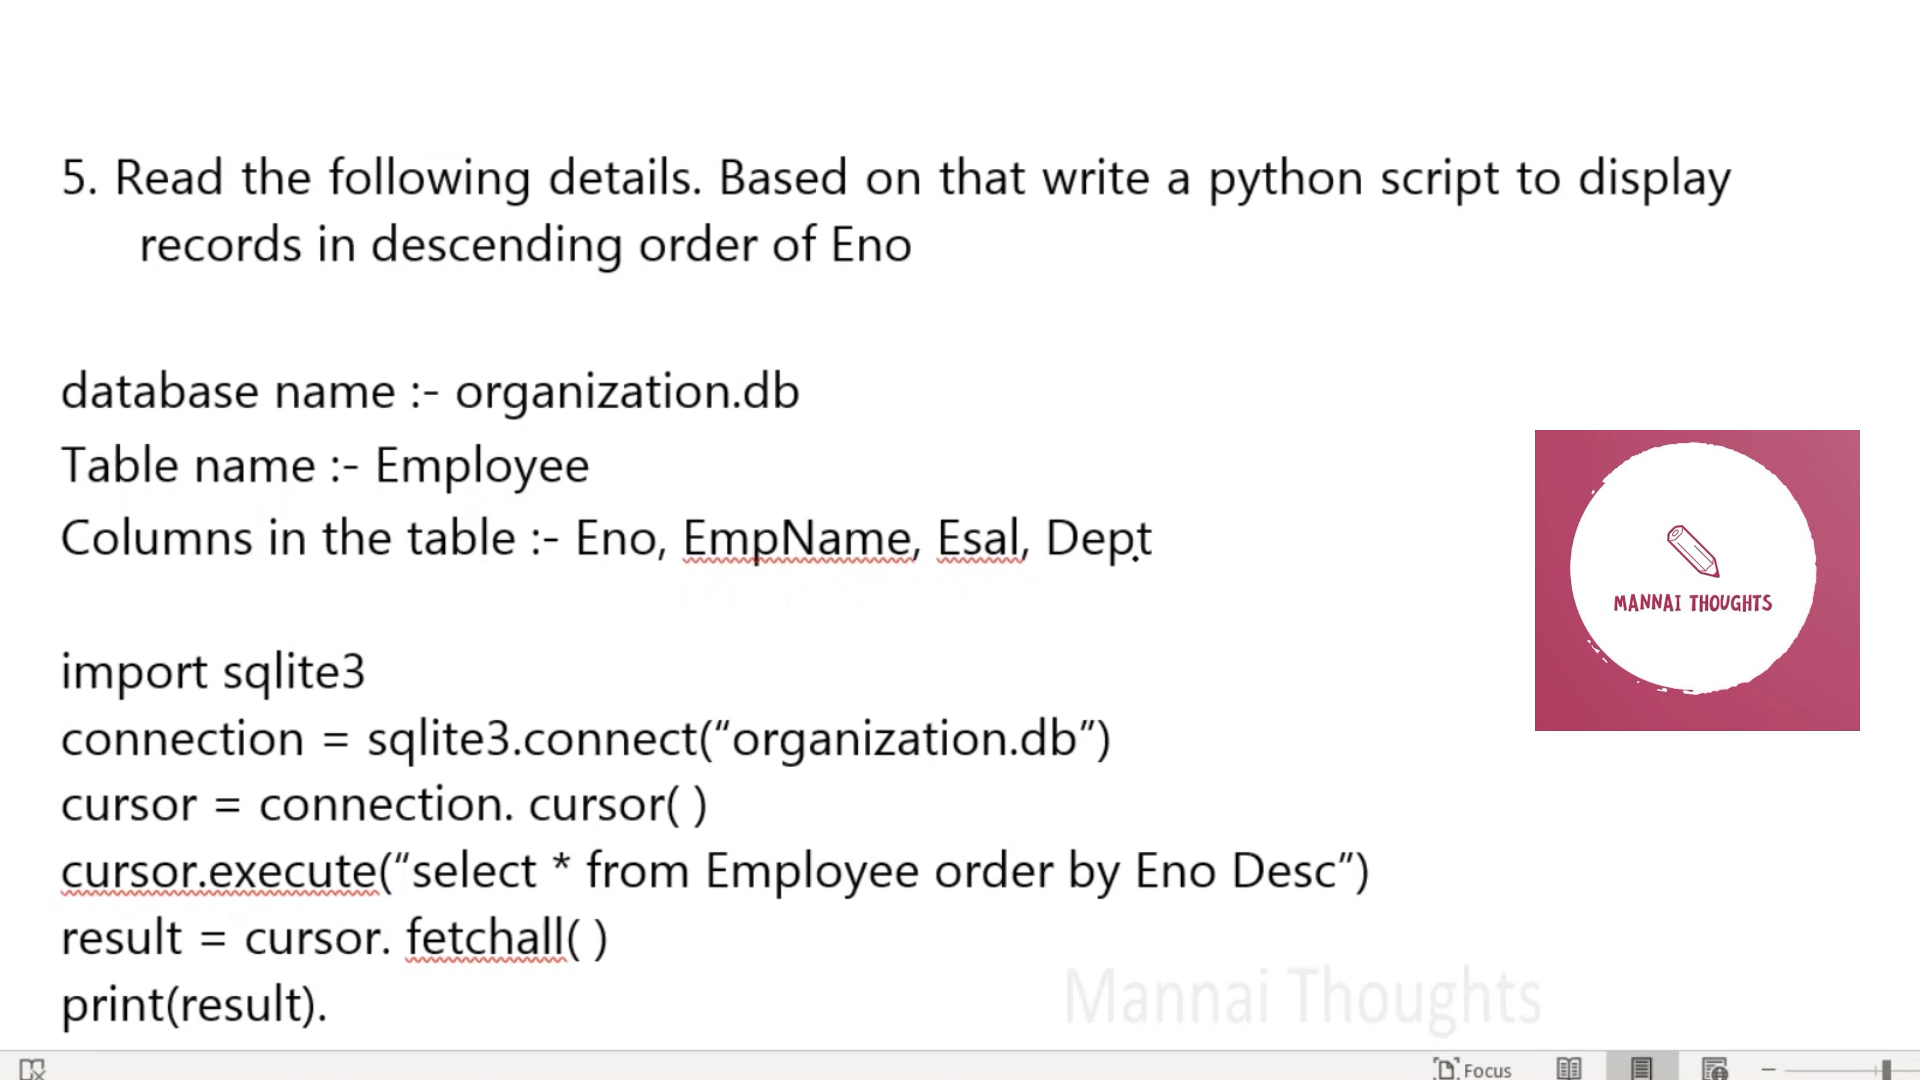 5. Read the following details. Based on that write a python script to display
records in descending order of Eno
database name :- organization.db
Table name :- Employee
Columns in the table :- Eno, EmpName, Esal, Dept
MANNAI THOUGHTS
import sqlite3
connection = sqlite3.connect(“organization.db”)
cursor = connection. cursor( )
cursor.execute(“select * from Employee order by Eno Desc”)
result = cursor. fetchall( )
print(result).
Mannai Thoughts
Focus